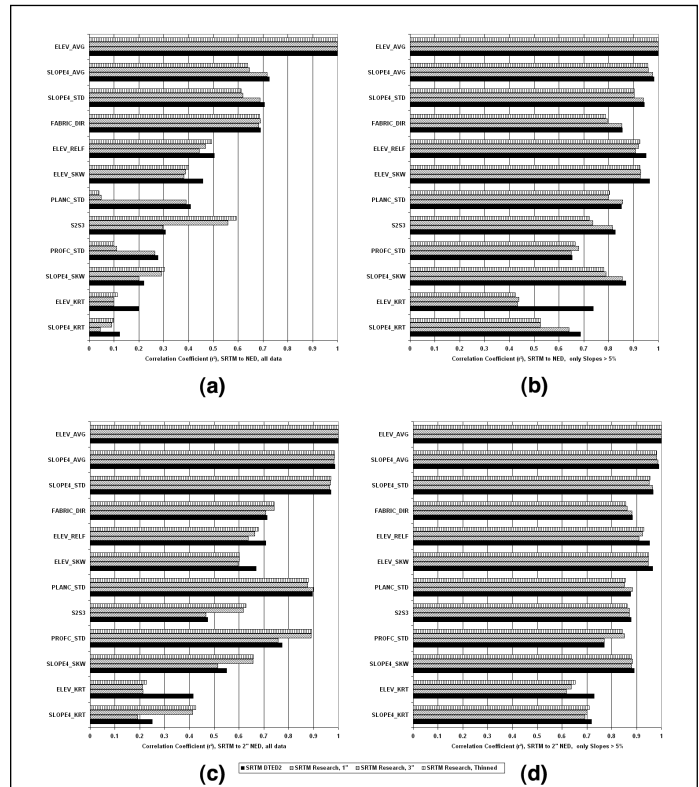 ELEV_AVG
SLOPE4_AVG
SLOPE4_STD
FABRIC_DIR
ELEV_RELF
ELEV_SKW
PLANC_STD
S2S3
PROFC_STD
SLOPE4_SKW
ELEV_KRT
SLOPE4_KRT
0 0.1 0.2 0.3 0.4 0.5 0.6 0.7 0.8 0.9 1
Correlation Coefficient (r²), SRTM to NED, all data
(a)
ELEV_AVG
SLOPE4_AVG
SLOPE4_STD
FABRIC_DIR
ELEV_RELF
ELEV_SKW
PLANC_STD
S2S3
PROFC_STD
SLOPE4_SKW
ELEV_KRT
SLOPE4_KRT
0 0.1 0.2 0.3 0.4 0.5 0.6 0.7 0.8 0.9 1
Correlation Coefficient (r²), SRTM to NED, only Slopes > 5%
(b)
ELEV_AVG
SLOPE4_AVG
SLOPE4_STD
FABRIC_DIR
ELEV_RELF
ELEV_SKW
PLANC_STD
S2S3
PROFC_STD
SLOPE4_SKW
ELEV_KRT
SLOPE4_KRT
0 0.1 0.2 0.3 0.4 0.5 0.6 0.7 0.8 0.9 1
Correlation Coefficient (r²), SRTM to 2" NED, all data
(c)
ELEV_AVG
SLOPE4_AVG
SLOPE4_STD
FABRIC_DIR
ELEV_RELF
ELEV_SKW
PLANC_STD
S2S3
PROFC_STD
SLOPE4_SKW
ELEV_KRT
SLOPE4_KRT
0 0.1 0.2 0.3 0.4 0.5 0.6 0.7 0.8 0.9 1
Correlation Coefficient (r²), SRTM to 2" NED, only Slopes > 5%
(d)
SRTM DTED2 SRTM Research, 1" SRTM Research, 3" SRTM Research, Thinned